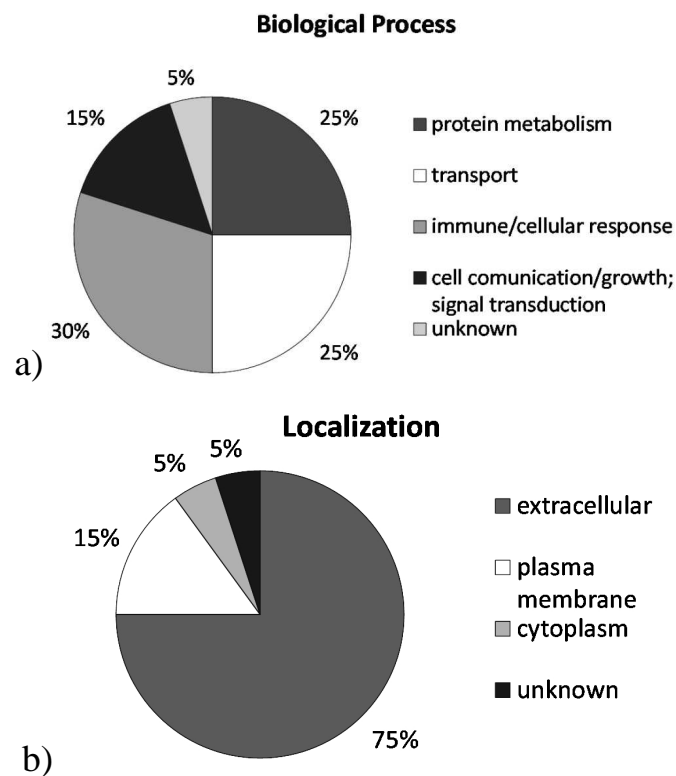 Biological Process
5%
15%
25%
protein metabolism
transport
immune/cellular response
cell comunication/growth;
signal transduction
unknown
30%
25%
a)
Localization
5%
5%
15%
extracellular
plasma
membrane
cytoplasm
unknown
75%
b)